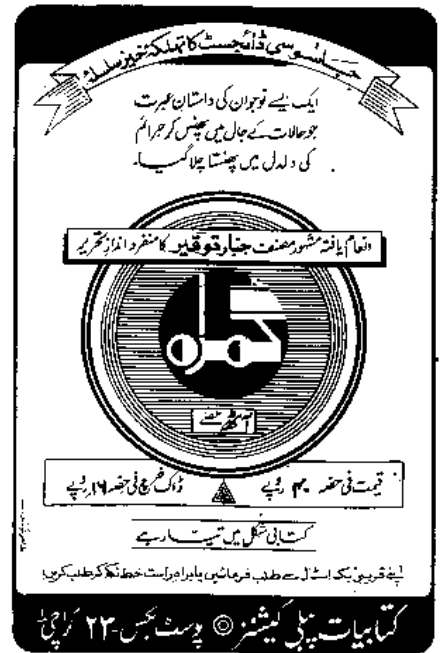 جاسوسی ڈائجسٹ کا تہلکہ خیز سلسلہ
ایک ایسے نوجوان کی داستانِ عبرت
جو حالات کے جال میں پھنس کر جرائم
کی دلدل میں پھنستا چلا گیا۔
انعام یافتہ مشہور مصنف جبار توقیر کا منفرد اندازِ تحریر
آٹھ حصے
قیمت فی حصہ ۴۰ روپے ڈاک خرچ فی حصہ ۱۶ روپے
کتابی شکل میں تیار ہے
اپنے قریبی بک اسٹال سے طلب فرمائیں یا براہِ راست خط لکھ کر طلب کریں
کتابیات پبلی کیشنز © پوسٹ بکس ۲۳ کراچی